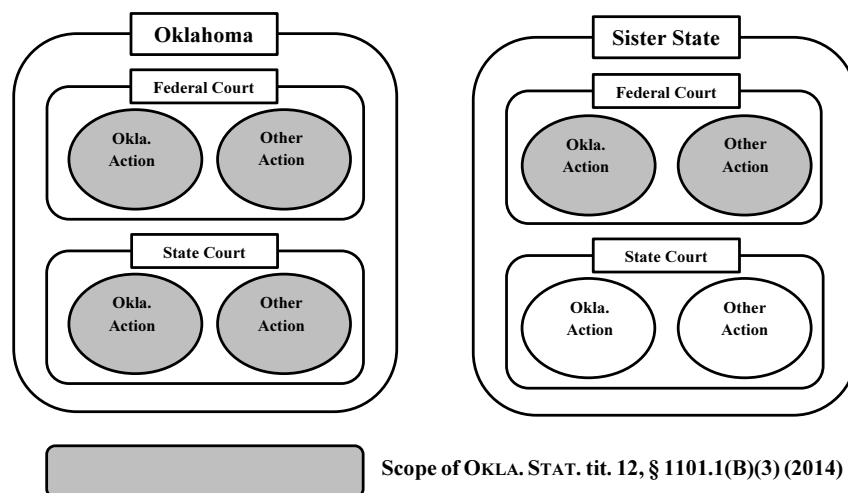 Oklahoma
Federal Court
Okla.
Action
Other
Action
State Court
Okla.
Action
Other
Action
Sister State
Federal Court
Okla.
Action
Other
Action
State Court
Okla.
Action
Other
Action
Scope of OKLA. STAT. tit. 12, § 1101.1(B)(3) (2014)